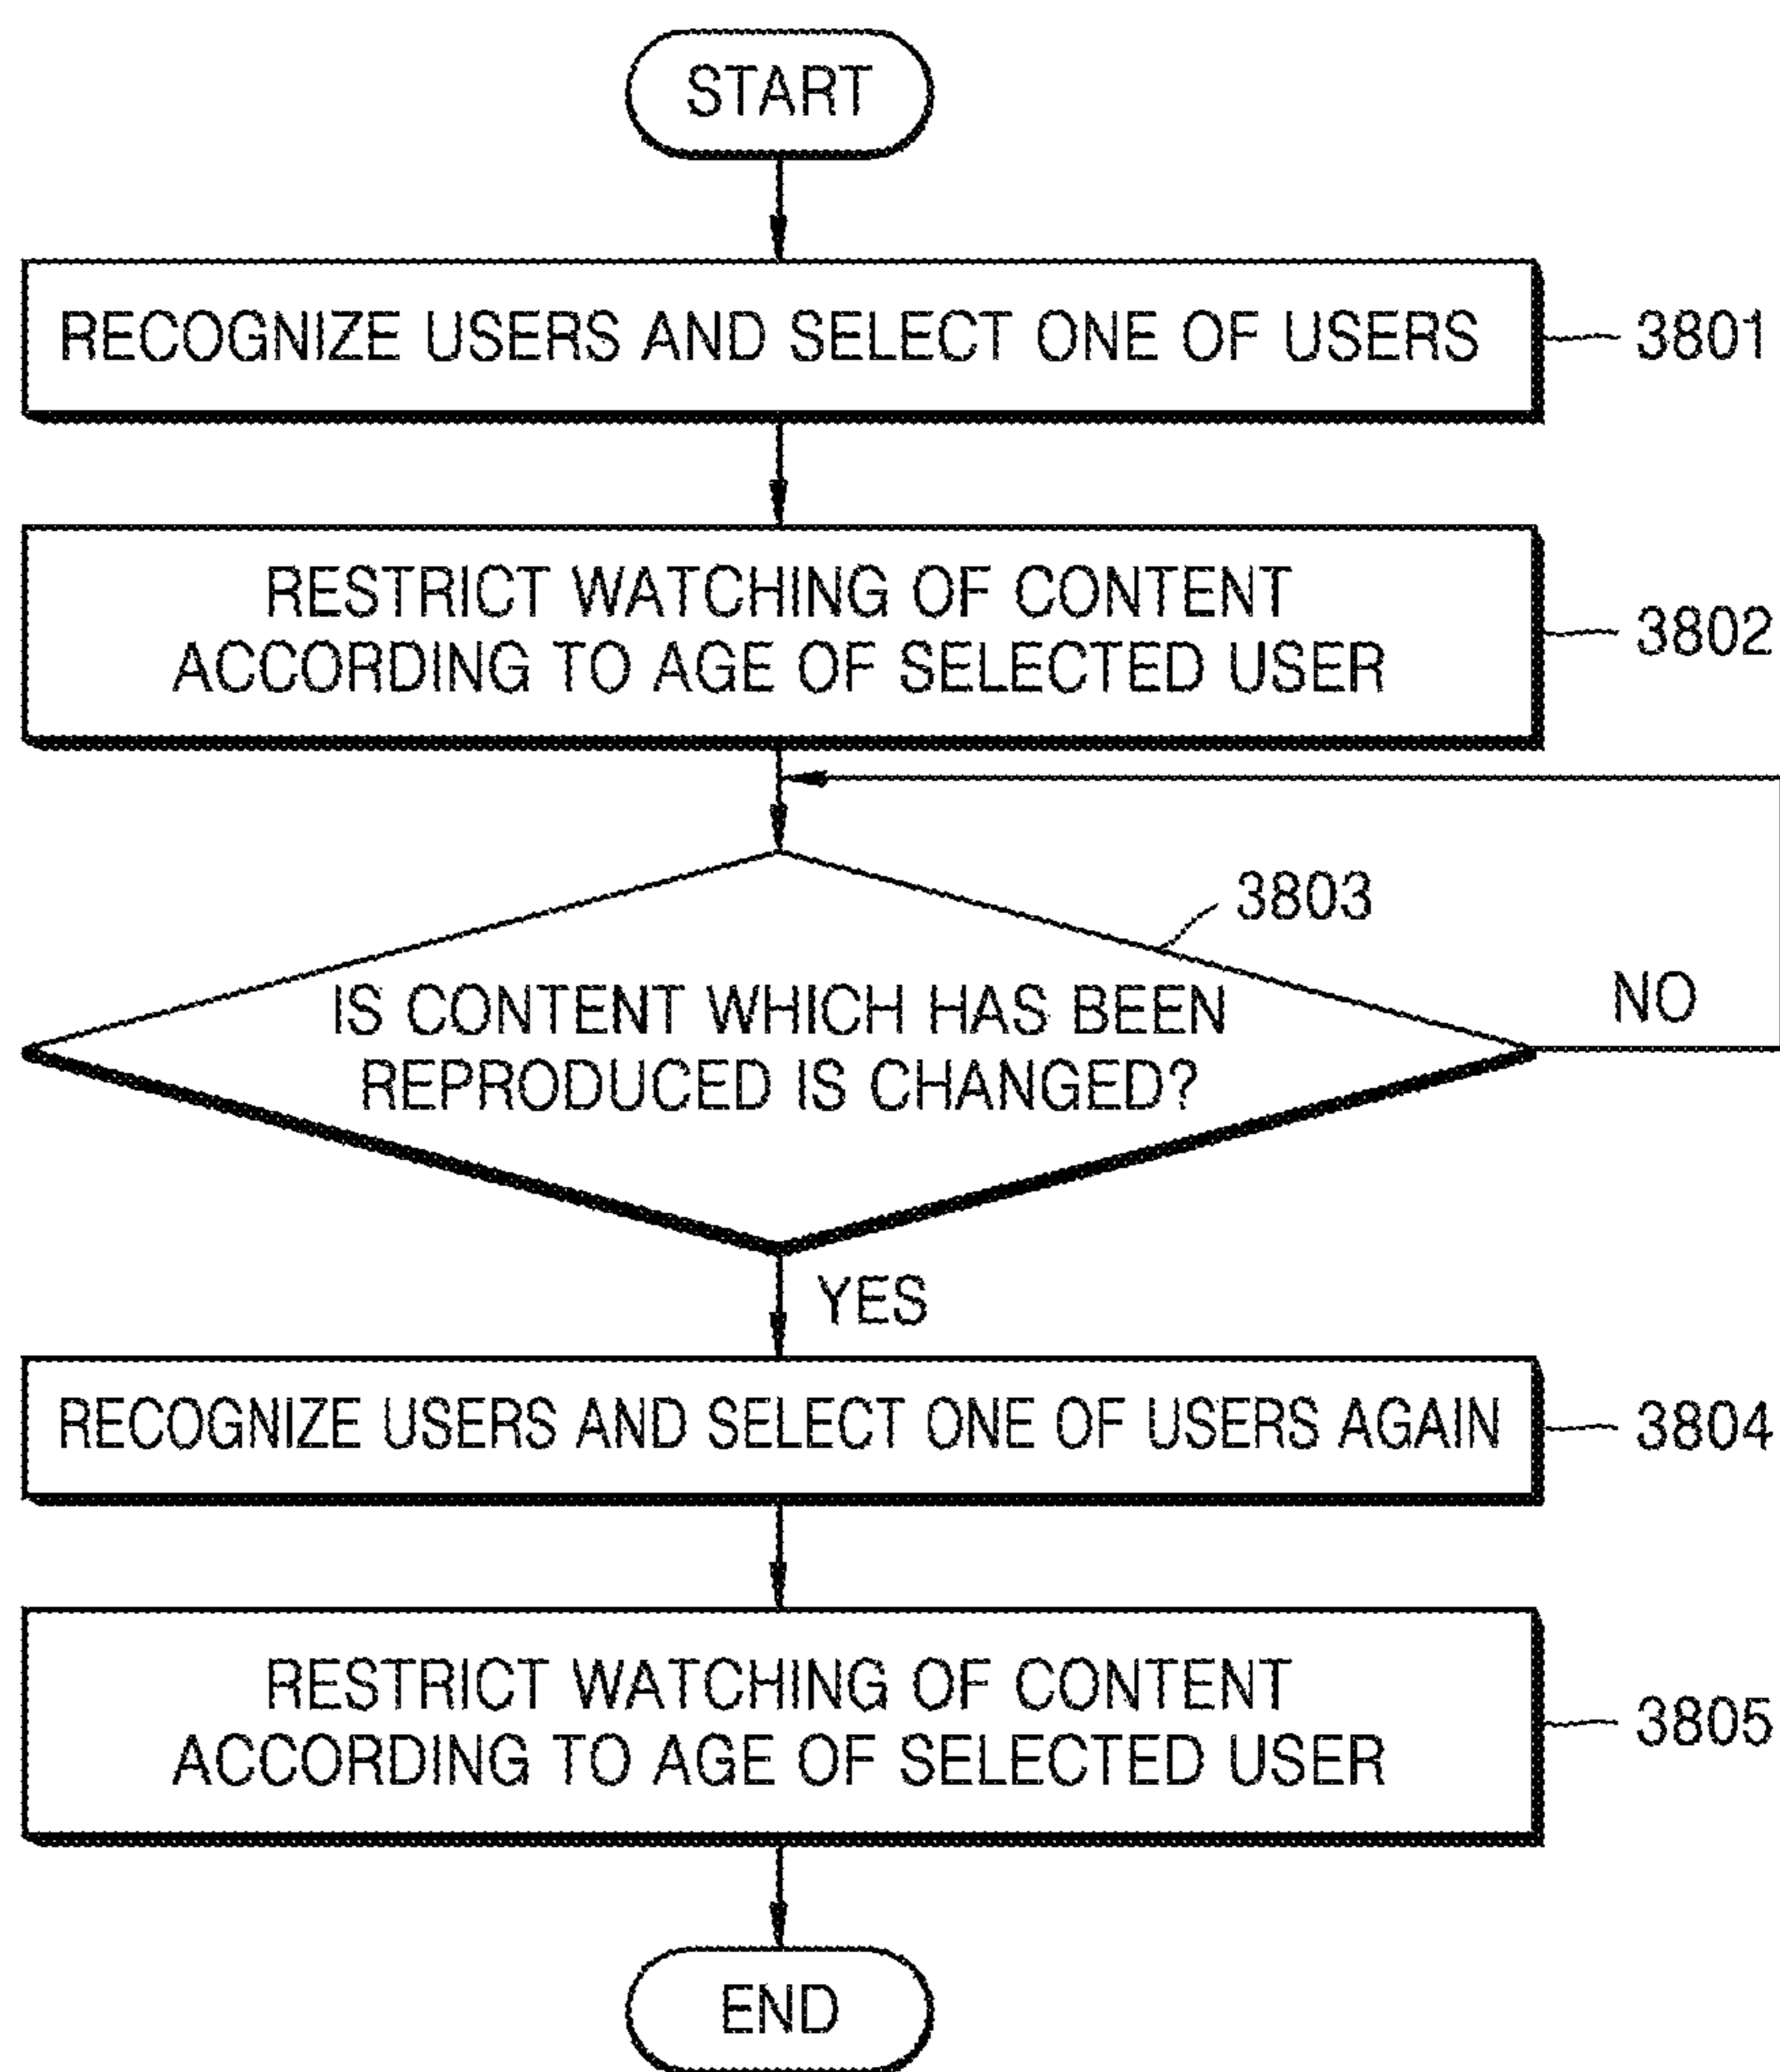 START
RECOGNIZE USERS AND SELECT ONE OF USERS
3801
RESTRICT WATCHING OF CONTENT
ACCORDING TO AGE OF SELECTED USER
3802
3803
IS CONTENT WHICH HAS BEEN
REPRODUCED IS CHANGED?
NO
YES
RECOGNIZE USERS AND SELECT ONE OF USERS AGAIN
3804
RESTRICT WATCHING OF CONTENT
ACCORDING TO AGE OF SELECTED USER
3805
END